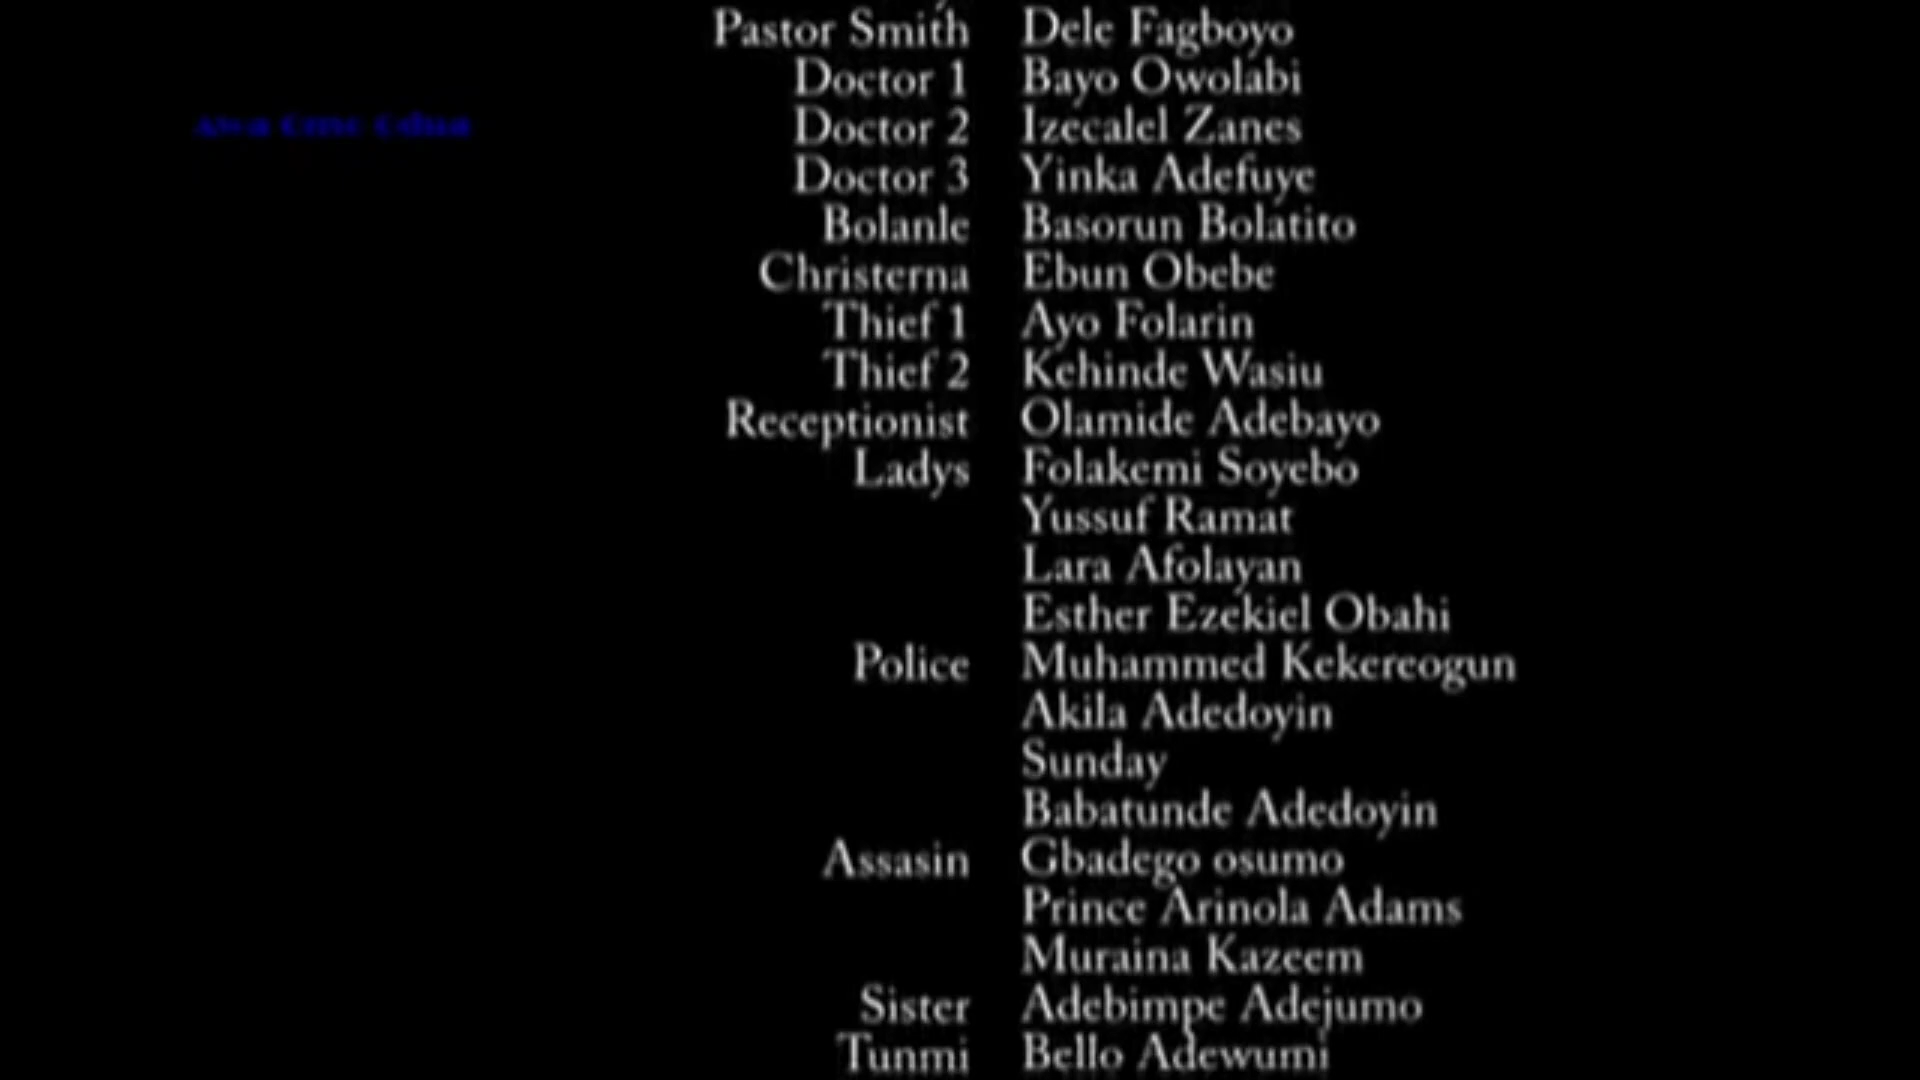 Pastor Smith Dele Fagboyo
Doctor 1 Bayo Owolabi
Doctor 2 Izecalel Zanes
Doctor 3 Yinka Adefuye
Bolanle Basorun Bolatito
Christerna Ebun Obebe
Thief 1 Ayo Folarin
Thief 2 Kehinde Wasiu
Receptionist Olamide Adebayo
Ladys Folakemi Soyebo
Yussuf Ramat
Lara Afolayan
Esther Ezekiel Obahi
Police Muhammed Kekereogun
Akila Adedoyin
Sunday
Babatunde Adedoyin
Assasin Gbadego osumo
Prince Arinola Adams
Muraina Kazeem
Sister Adebimpe Adejumo
Tunmi Bello Adewumi